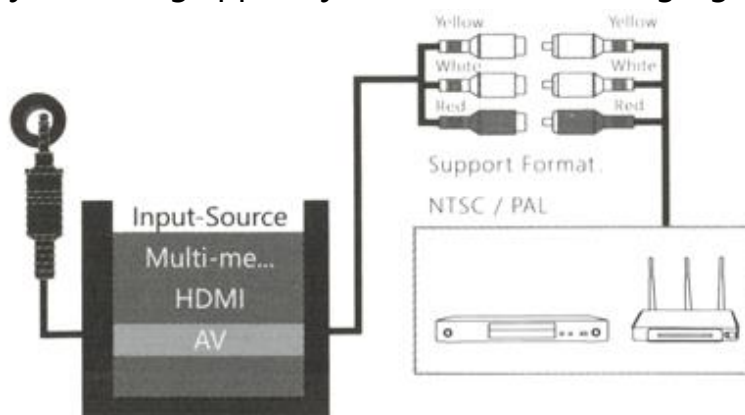 Yellow
White
Red
Yellow
White
Red
Support Format.
NTSC / PAL
Input-Source
Multi-me...
HDMI
AV